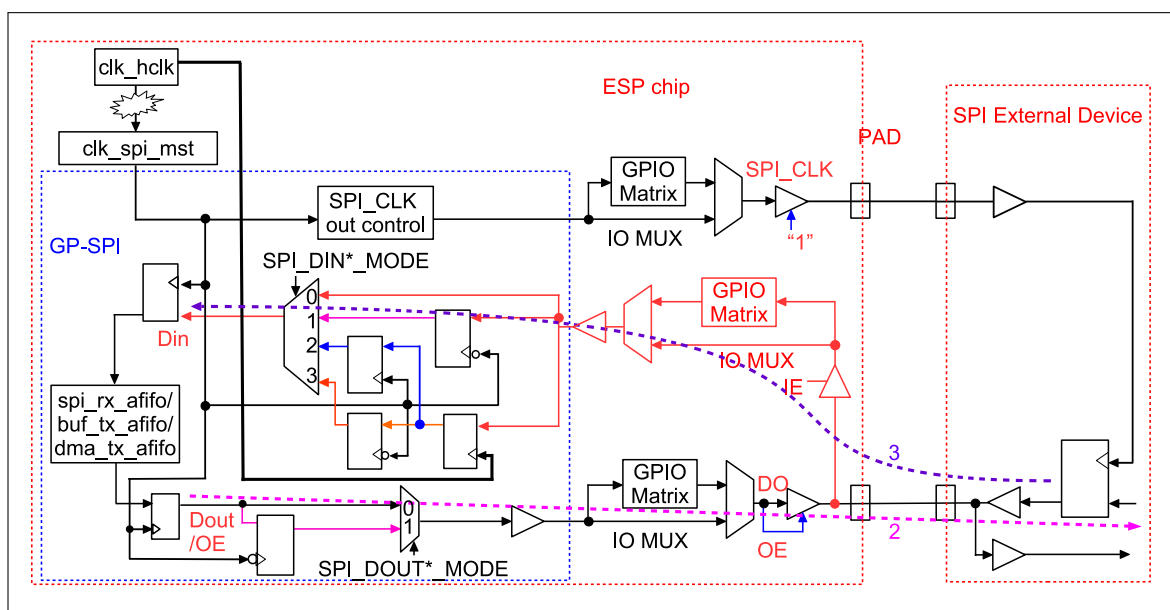 clk_hclk
ESP chip
SPI External Device
PAD
clk_spi_mst
GPIO
Matrix
SPI_CLK
SPI_CLK
out control
GP-SPI
IO MUX
"1"
SPI_DIN*_MODE
0
1
2
3
GPIO
Matrix
Din
IO MUX
IE
spi_rx_afifo/
buf_tx_afifo/
dma_tx_afifo
3
GPIO
Matrix
DO
0
1
Dout
/OE
2
IO MUX
OE
SPI_DOUT*_MODE